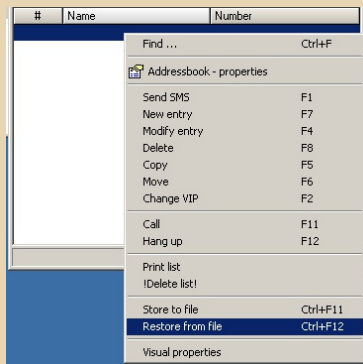 # Name Number
Find ... Ctrl+F
Addressbook - properties
Send SMS F1
New entry F7
Modify entry F4
Delete F8
Copy F5
Move F6
Change VIP F2
Call F11
Hang up F12
Print list
!Delete list!
Store to file Ctrl+F11
Restore from file Ctrl+F12
Visual properties